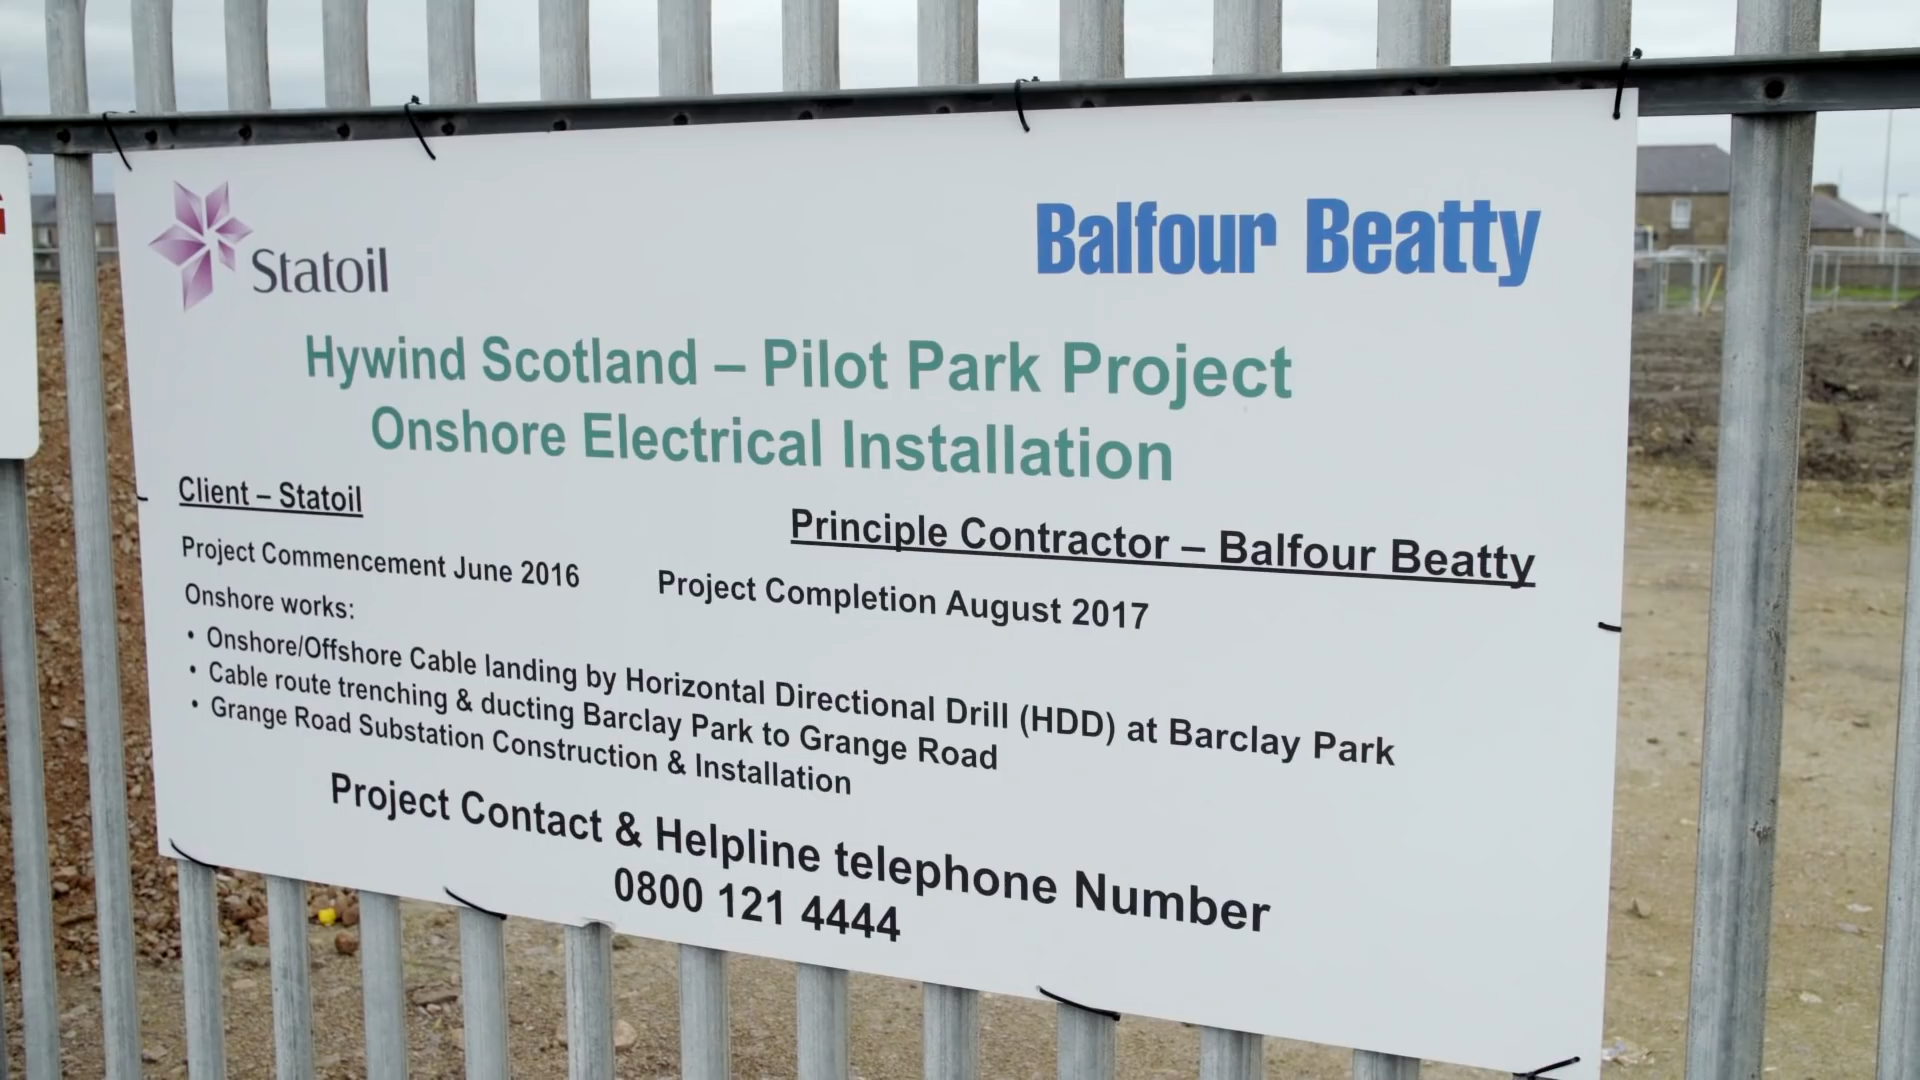 Statoil
Balfour Beatty
Hywind Scotland – Pilot Park Project
Onshore Electrical Installation
Client – Statoil
Principle Contractor – Balfour Beatty
Project Commencement June 2016
Project Completion August 2017
Onshore works:
• Onshore/Offshore Cable landing by Horizontal Directional Drill (HDD) at Barclay Park
• Cable route trenching & ducting Barclay Park to Grange Road
• Grange Road Substation Construction & Installation
Project Contact & Helpline telephone Number
0800 121 4444